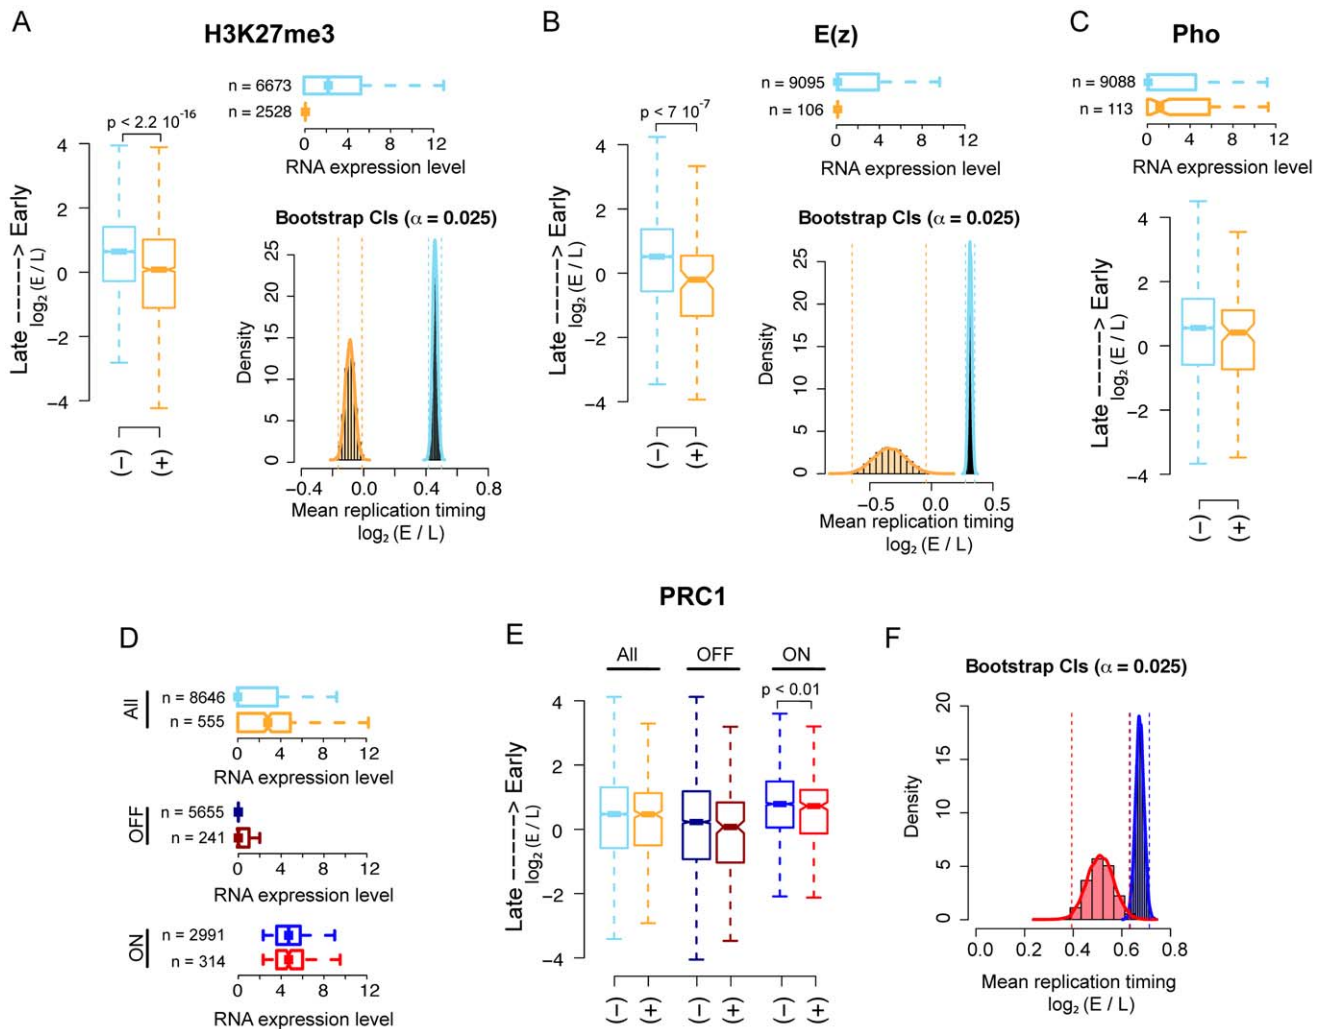 A
H3K27me3
n = 6673
n = 2528
0 4 8 12
RNA expression level
p < 2.2 10⁻¹⁶
4
2
0
−2
−4
Late ------> Early
log₂ (E / L)
(−) (+)
Bootstrap CIs (α = 0.025)
25
20
15
10
5
0
Density
−0.4 0.0 0.4 0.8
Mean replication timing
log₂ (E / L)
B
E(z)
n = 9095
n = 106
0 4 8 12
RNA expression level
p < 7 10⁻⁷
4
2
0
−2
−4
Late ------> Early
log₂ (E / L)
(−) (+)
Bootstrap CIs (α = 0.025)
25
20
15
10
5
0
Density
−0.5 0.0 0.5
Mean replication timing
log₂ (E / L)
C
Pho
n = 9088
n = 113
0 4 8 12
RNA expression level
4
2
0
−2
−4
Late ------> Early
log₂ (E / L)
(−) (+)
PRC1
D
All
n = 8646
n = 555
0 4 8 12
RNA expression level
OFF
n = 5655
n = 241
0 4 8 12
RNA expression level
ON
n = 2991
n = 314
0 4 8 12
RNA expression level
E
All OFF ON
p < 0.01
4
2
0
−2
−4
Late ------> Early
log₂ (E / L)
(−) (+) (−) (+) (−) (+)
F
Bootstrap CIs (α = 0.025)
20
15
10
5
0
Density
0.0 0.2 0.4 0.6 0.8
Mean replication timing
log₂ (E / L)